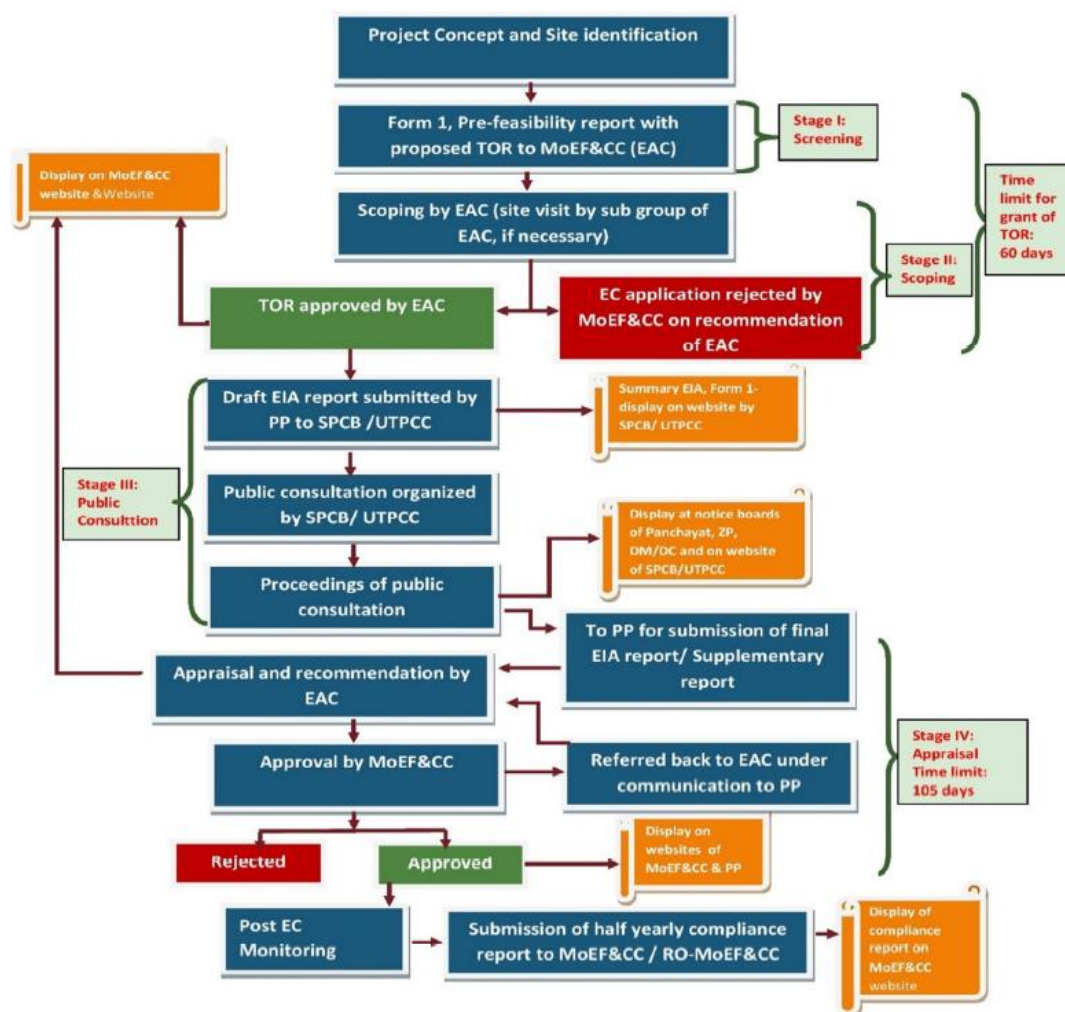 Project Concept and Site identification
Form 1, Pre-feasibility report with
proposed TOR to MoEF&CC (EAC)
Stage I:
Screening
Display on MoEF&CC
website &Website
Scoping by EAC (site visit by sub group of
EAC, if necessary)
Time
limit for
grant of
TOR:
60 days
Stage II:
Scoping
TOR approved by EAC
EC application rejected by
MoEF&CC on recommendation
of EAC
Draft EIA report submitted by
PP to SPCB /UTPCC
Summary EIA, Form 1-
display on website by
SPCB/ UTPCC
Stage III:
Public
Consulttion
Public consultation organized
by SPCB/ UTPCC
Display at notice boards
of Panchayat, ZP,
DM/DC and on website
of SPCB/UTPCC
Proceedings of public
consultation
To PP for submission of final
EIA report/ Supplementary
report
Appraisal and recommendation by
EAC
Stage IV:
Appraisal
Time limit:
105 days
Approval by MoEF&CC
Referred back to EAC under
communication to PP
Rejected
Approved
Display on
websites of
MoEF&CC & PP
Post EC
Monitoring
Submission of half yearly compliance
report to MoEF&CC / RO-MoEF&CC
Display of
compliance
report on
MoEF&CC
website